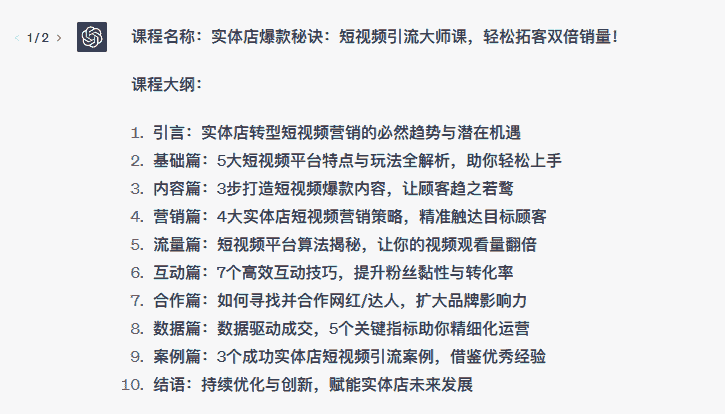 < 1 / 2 >
课程名称：实体店爆款秘诀：短视频引流大师课，轻松拓客双倍销量！
课程大纲：
1. 引言：实体店转型短视频营销的必然趋势与潜在机遇
2. 基础篇：5大短视频平台特点与玩法全解析，助你轻松上手
3. 内容篇：3步打造短视频爆款内容，让顾客趋之若鹜
4. 营销篇：4大实体店短视频营销策略，精准触达目标顾客
5. 流量篇：短视频平台算法揭秘，让你的视频观看量翻倍
6. 互动篇：7个高效互动技巧，提升粉丝黏性与转化率
7. 合作篇：如何寻找并合作网红/达人，扩大品牌影响力
8. 数据篇：数据驱动成交，5个关键指标助你精细化运营
9. 案例篇：3个成功实体店短视频引流案例，借鉴优秀经验
10. 结语：持续优化与创新，赋能实体店未来发展